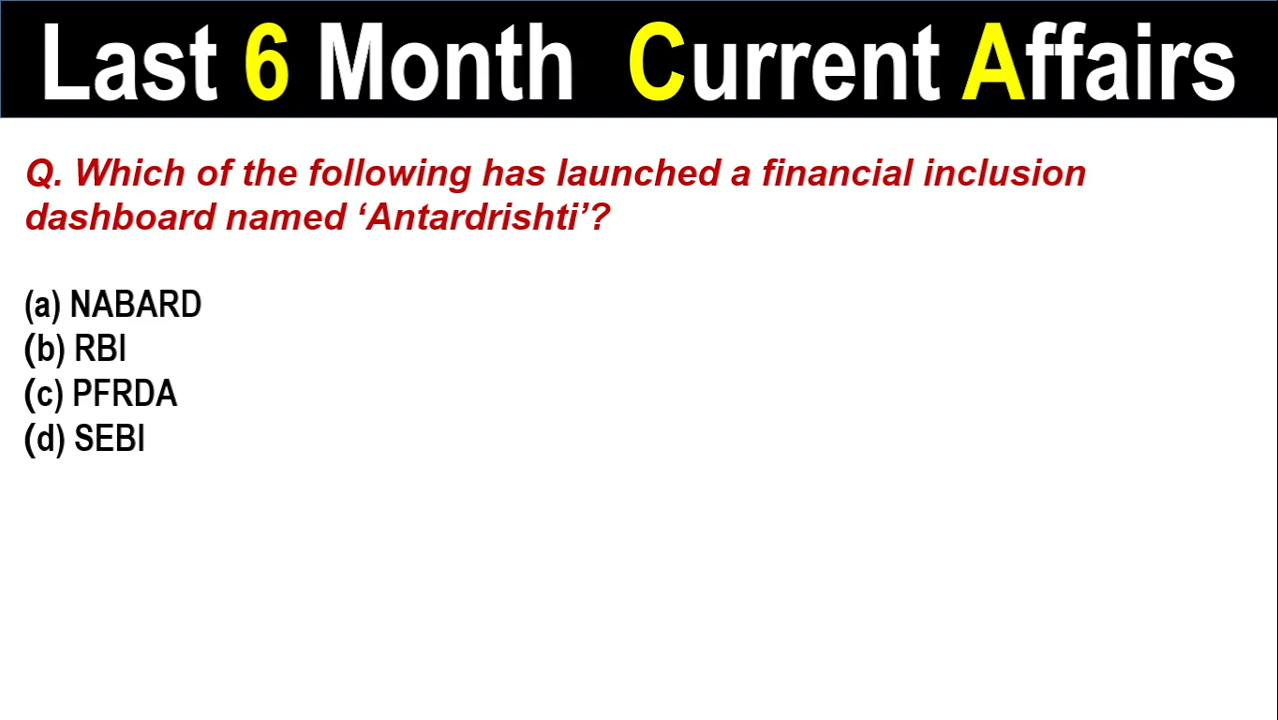 Last 6 Month Current Affairs
Q. Which of the following has launched a financial inclusion
dashboard named ‘Antardrishti’?
(a) NABARD
(b) RBI
(c) PFRDA
(d) SEBI